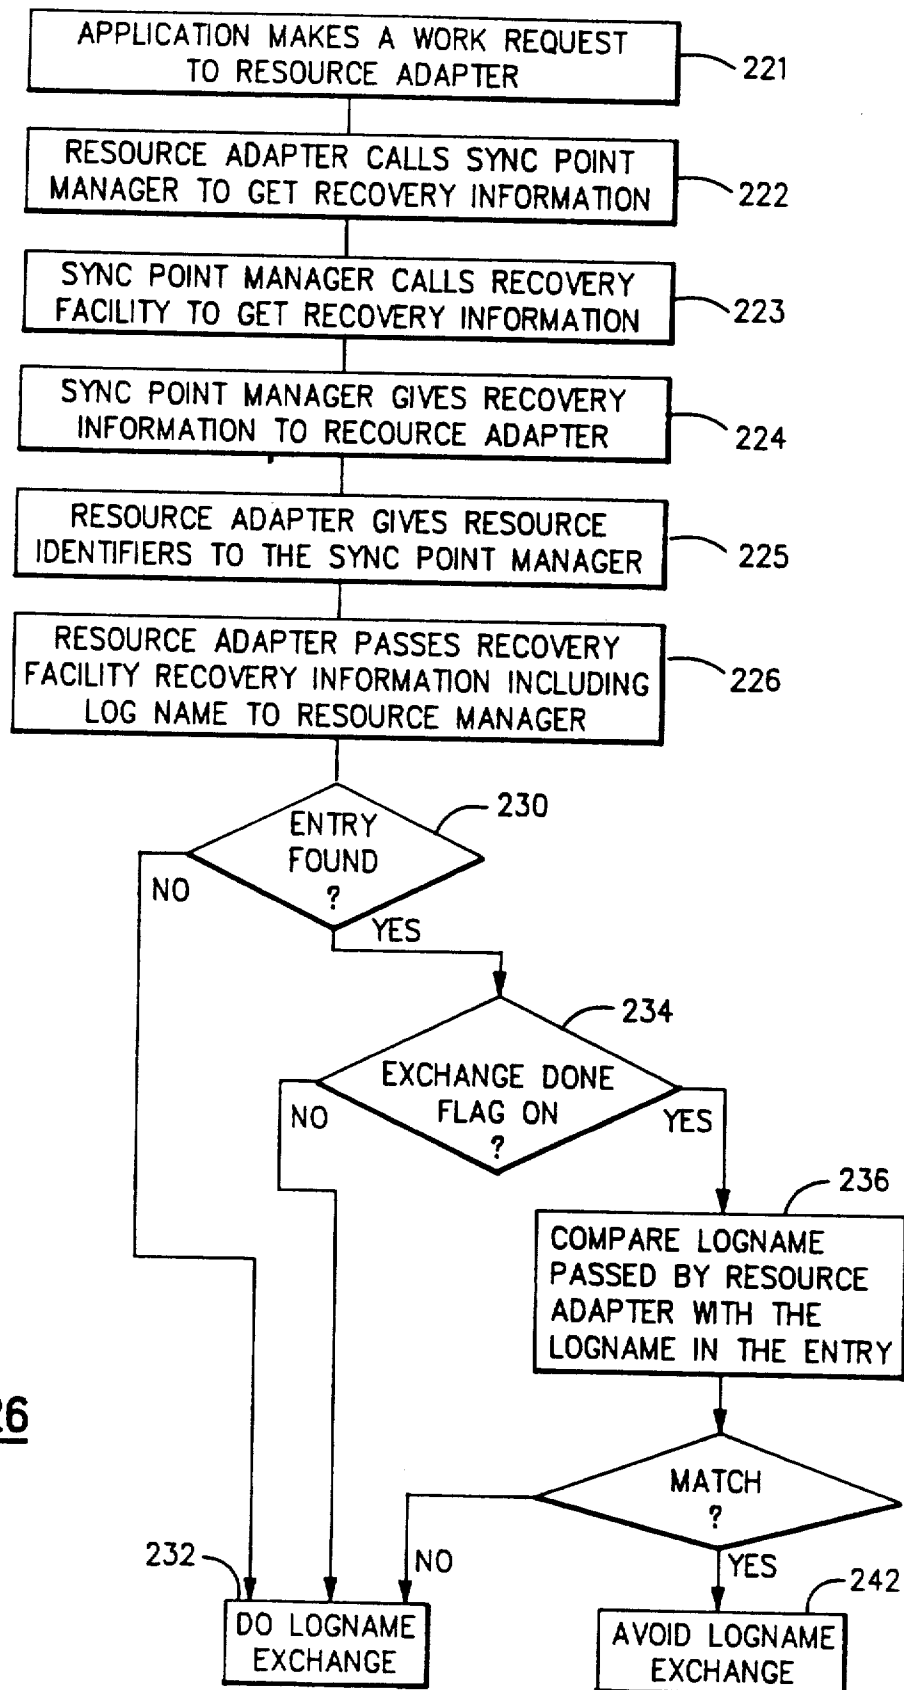 APPLICATION MAKES A WORK REQUEST
TO RESOURCE ADAPTER
221
RESOURCE ADAPTER CALLS SYNC POINT
MANAGER TO GET RECOVERY INFORMATION
222
SYNC POINT MANAGER CALLS RECOVERY
FACILITY TO GET RECOVERY INFORMATION
223
SYNC POINT MANAGER GIVES RECOVERY
INFORMATION TO RECOURCE ADAPTER
224
RESOURCE ADAPTER GIVES RESOURCE
IDENTIFIERS TO THE SYNC POINT MANAGER
225
RESOURCE ADAPTER PASSES RECOVERY
FACILITY RECOVERY INFORMATION INCLUDING
LOG NAME TO RESOURCE MANAGER
226
230
ENTRY
FOUND
?
NO
YES
234
EXCHANGE DONE
FLAG ON
?
NO
YES
236
COMPARE LOGNAME
PASSED BY RESOURCE
ADAPTER WITH THE
LOGNAME IN THE ENTRY
26
MATCH
?
NO
YES
232
DO LOGNAME
EXCHANGE
242
AVOID LOGNAME
EXCHANGE